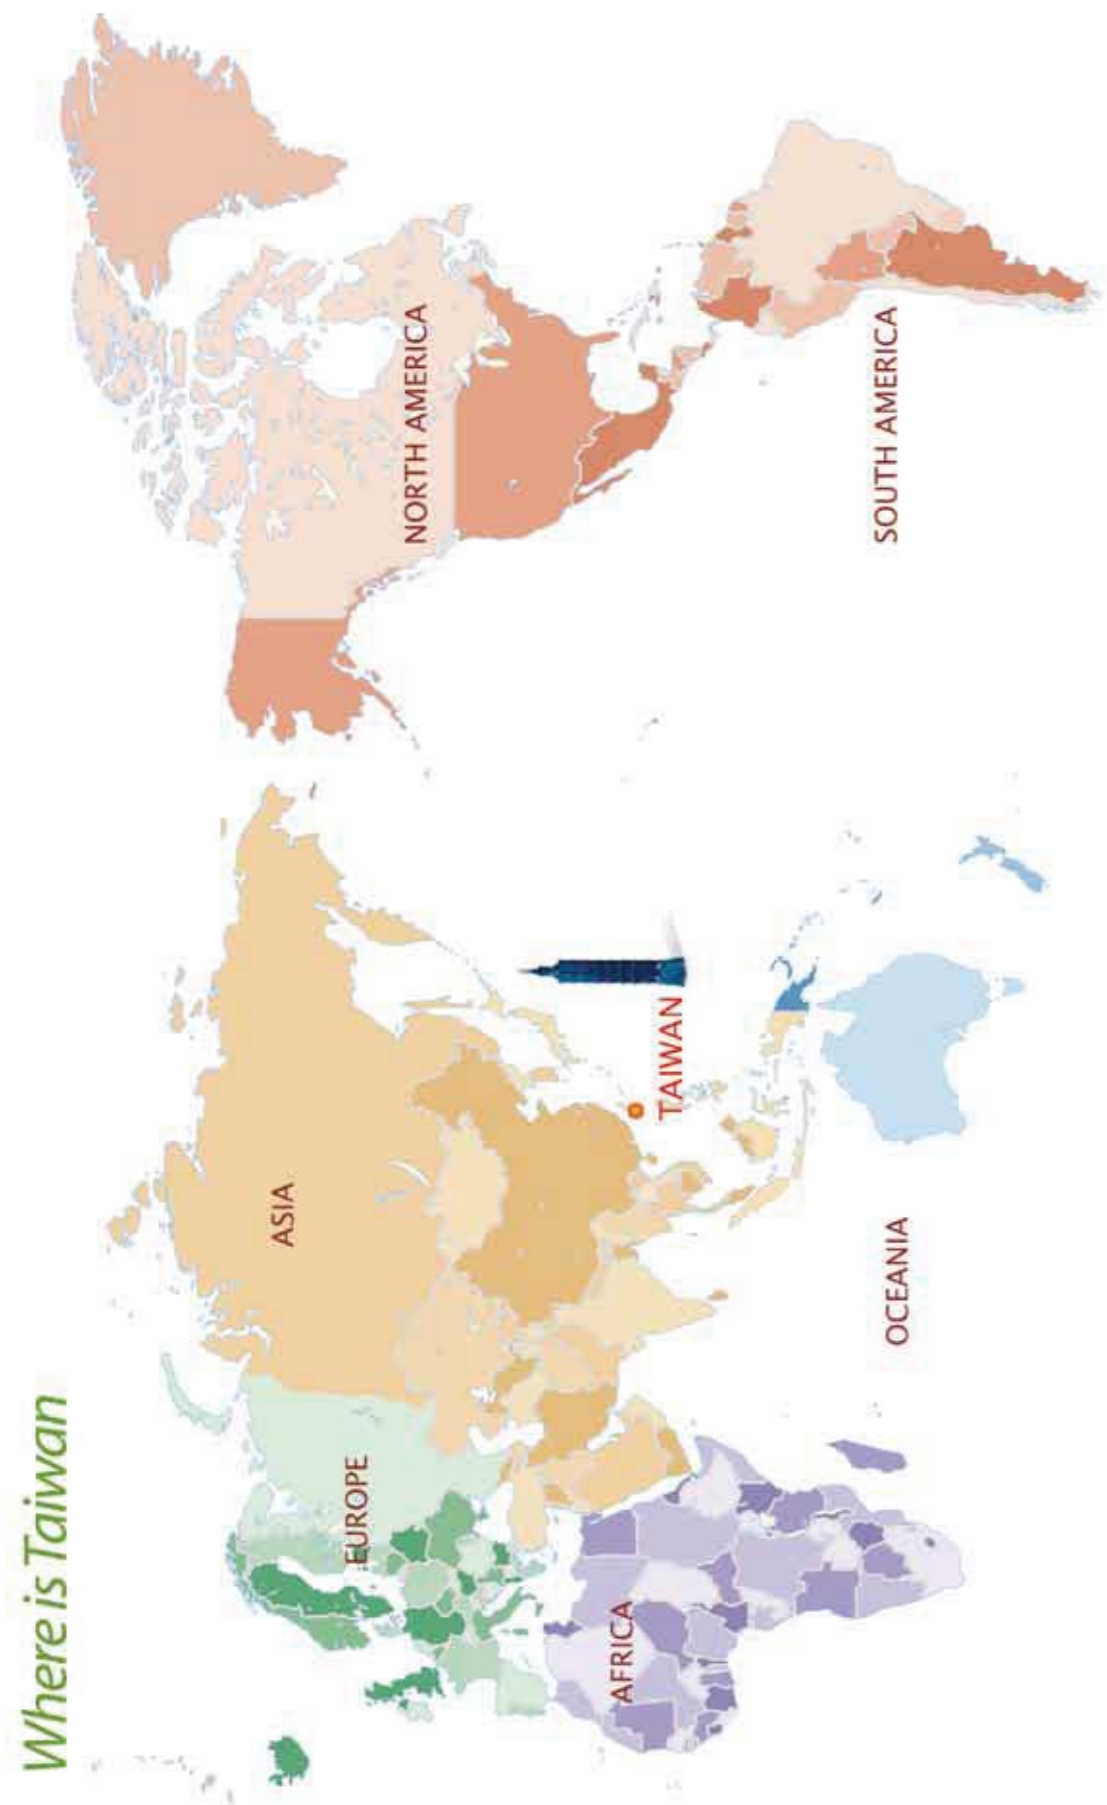 Where is Taiwan
EUROPE
ASIA
NORTH AMERICA
AFRICA
TAIWAN
OCEANIA
SOUTH AMERICA